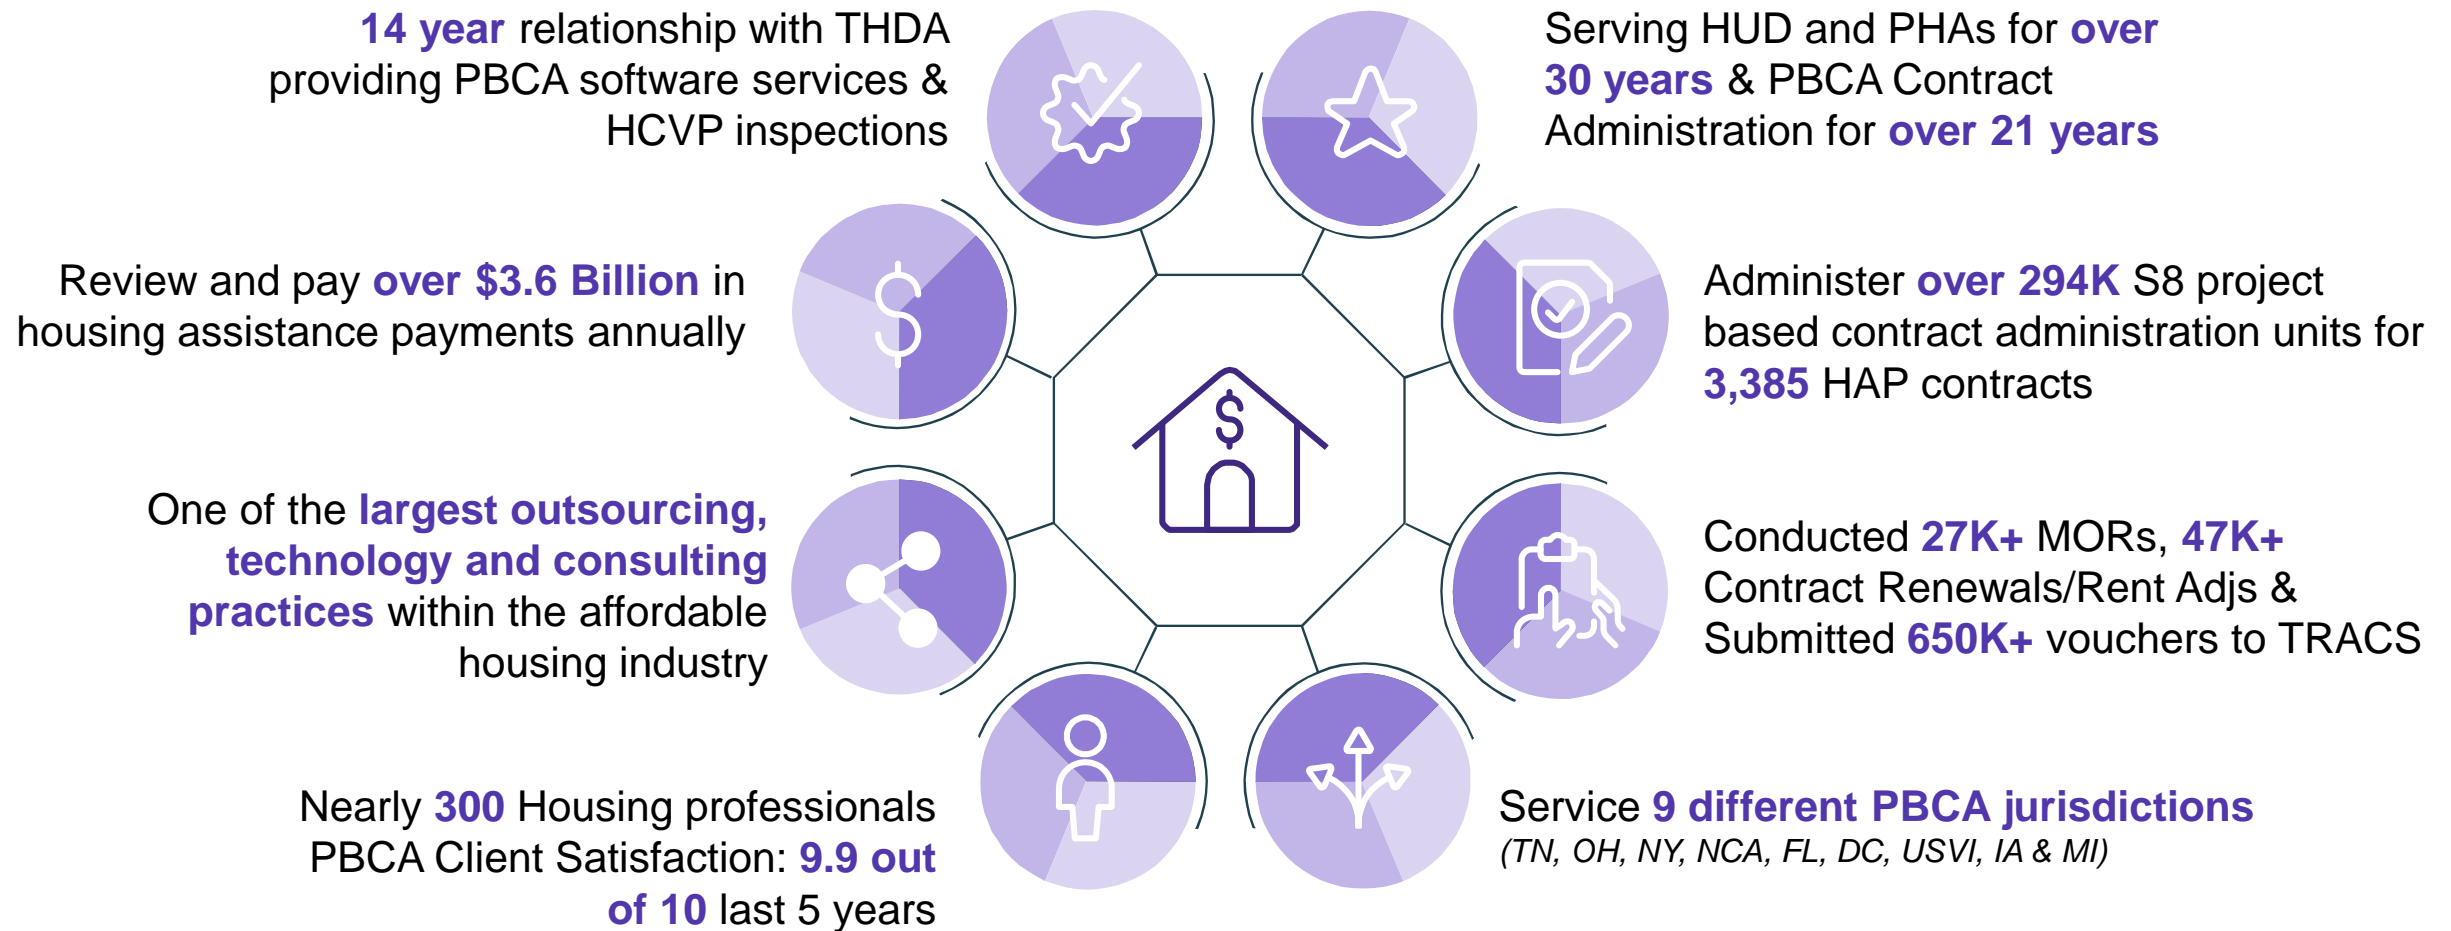 14 year relationship with THDA
providing PBCA software services &
HCVP inspections
Serving HUD and PHAs for over
30 years & PBCA Contract
Administration for over 21 years
Review and pay over $3.6 Billion in
housing assistance payments annually
Administer over 294K S8 project
based contract administration units for
3,385 HAP contracts
$
$
One of the largest outsourcing,
technology and consulting
practices within the affordable
housing industry
Conducted 27K+ MORs, 47K+
Contract Renewals/Rent Adjs &
Submitted 650K+ vouchers to TRACS
Nearly 300 Housing professionals
PBCA Client Satisfaction: 9.9 out
of 10 last 5 years
Service 9 different PBCA jurisdictions
(TN, OH, NY, NCA, FL, DC, USVI, IA & MI)